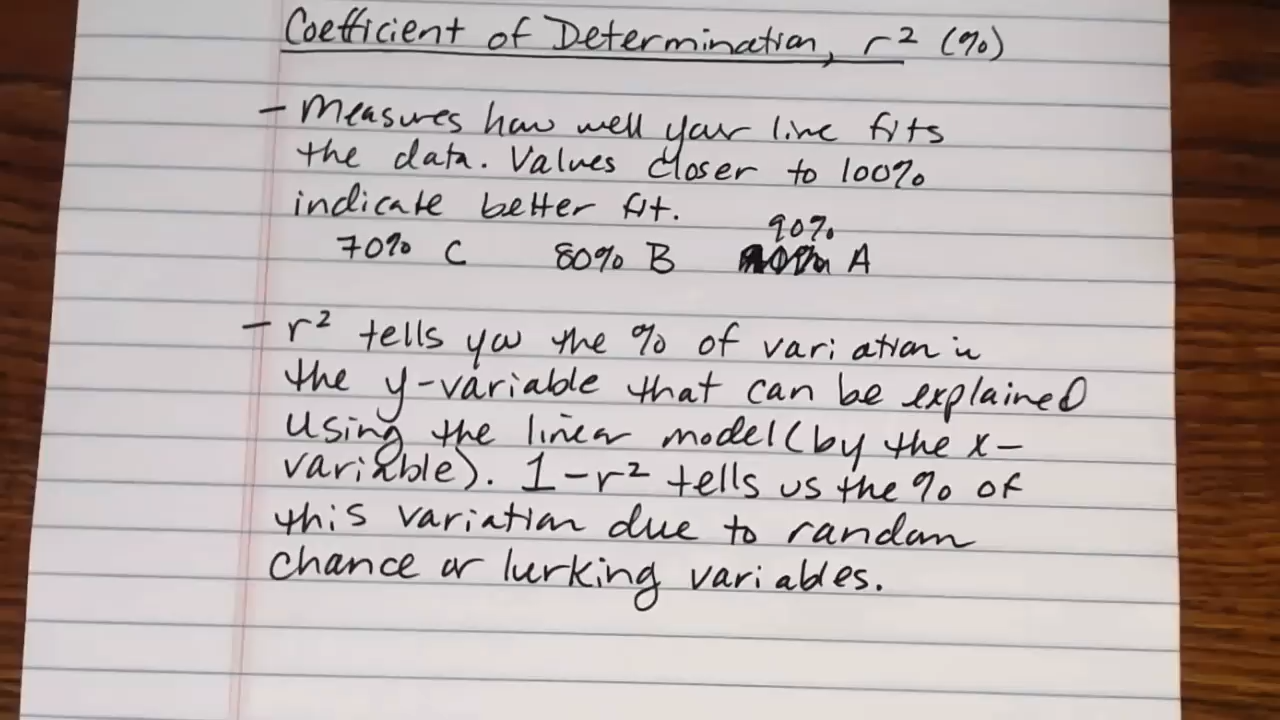 Coefficient of Determination, r² (%)
- Measures how well your line fits
the data. Values closer to 100%
indicate better fit.
90%
70% C 80% B A
- r² tells you the % of variation in
the y-variable that can be explained
Using the linear model (by the x-
variable). 1-r² tells us the % of
this variation due to random
chance or lurking variables.